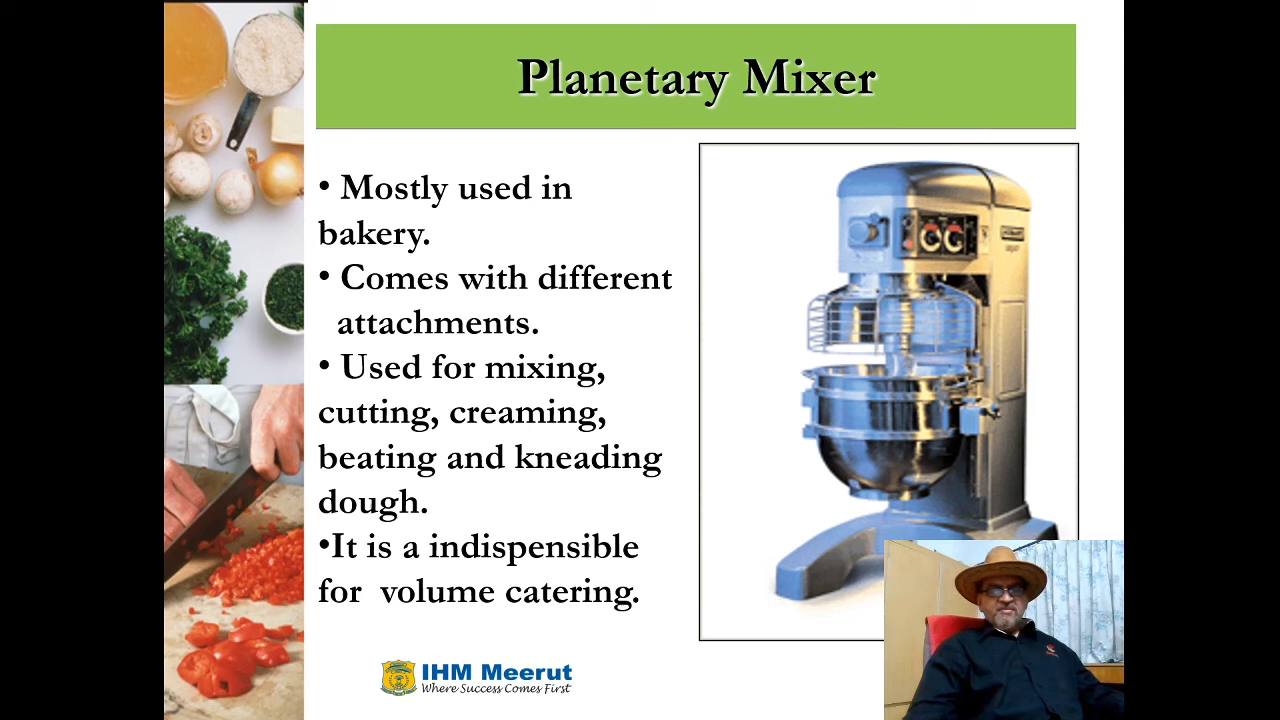 Planetary Mixer
• Mostly used in
bakery.
• Comes with different
attachments.
• Used for mixing,
cutting, creaming,
beating and kneading
dough.
•It is a indispensible
for volume catering.
IHM Meerut
Where Success Comes First